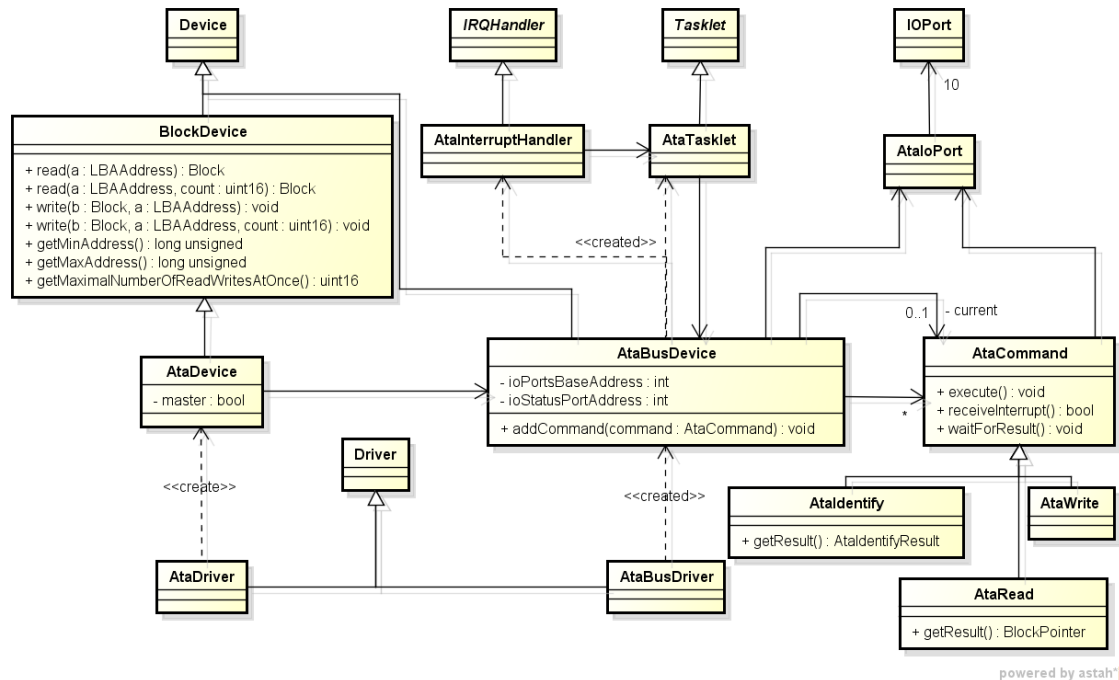 Device
IRQHandler
Tasklet
IOPort
10
BlockDevice
+ read(a : LBAAddress) : Block
+ read(a : LBAAddress, count : uint16) : Block
+ write(b : Block, a : LBAAddress) : void
+ write(b : Block, a : LBAAddress, count : uint16) : void
+ getMinAddress() : long unsigned
+ getMaxAddress() : long unsigned
+ getMaximalNumberOfReadWritesAtOnce() : uint16
AtaInterruptHandler
AtaTasklet
AtaIoPort
<<created>>
0..1
- current
AtaDevice
- master : bool
AtaBusDevice
- ioPortsBaseAddress : int
- ioStatusPortAddress : int
+ addCommand(command : AtaCommand) : void
*
AtaCommand
+ execute() : void
+ receiveInterrupt() : bool
+ waitForResult() : void
Driver
<<create>>
<<created>>
AtaIdentify
+ getResult() : AtaIdentifyResult
AtaWrite
AtaDriver
AtaBusDriver
AtaRead
+ getResult() : BlockPointer
powered by astah*